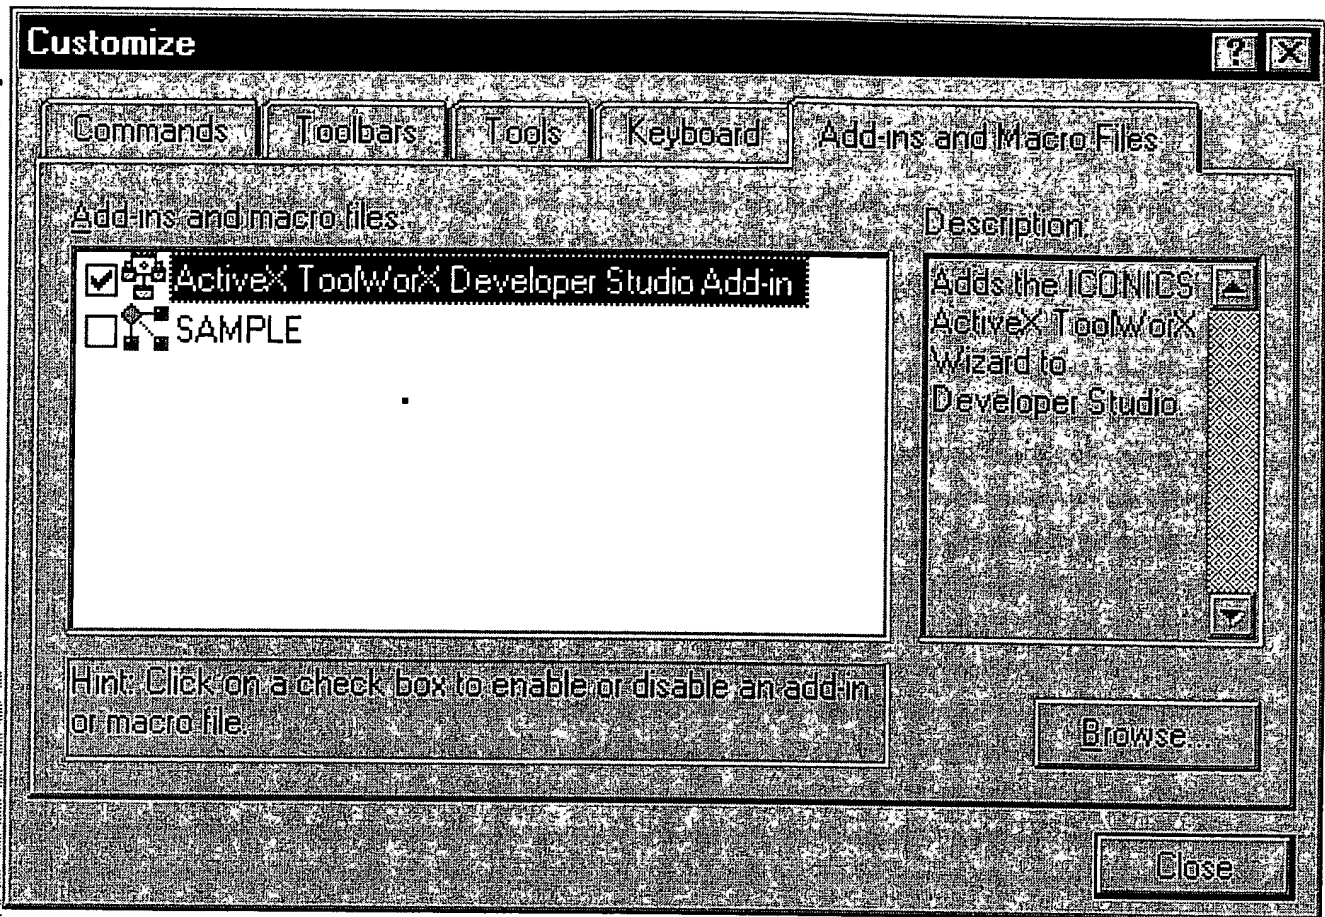 Customize
Commands
Toolbars
Tools
Keyboard
Add-ins and Macro Files
Add-ins and macro files:
Description:
ActiveX ToolWorX Developer Studio Add-in
SAMPLE
Adds the ICONICS
ActiveX ToolWorX
Wizard to
Developer Studio
Hint: Click on a check box to enable or disable an add-in
or macro file.
Browse...
Close